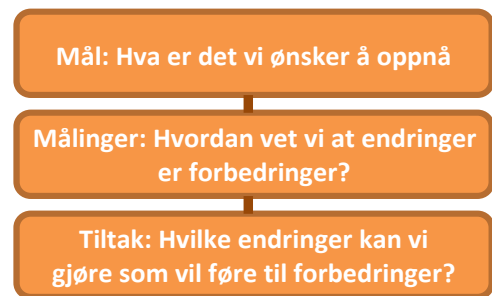 Mål: Hva er det vi ønsker å oppnå
Målinger: Hvordan vet vi at endringer
er forbedringer?
Tiltak: Hvilke endringer kan vi
gjøre som vil føre til forbedringer?